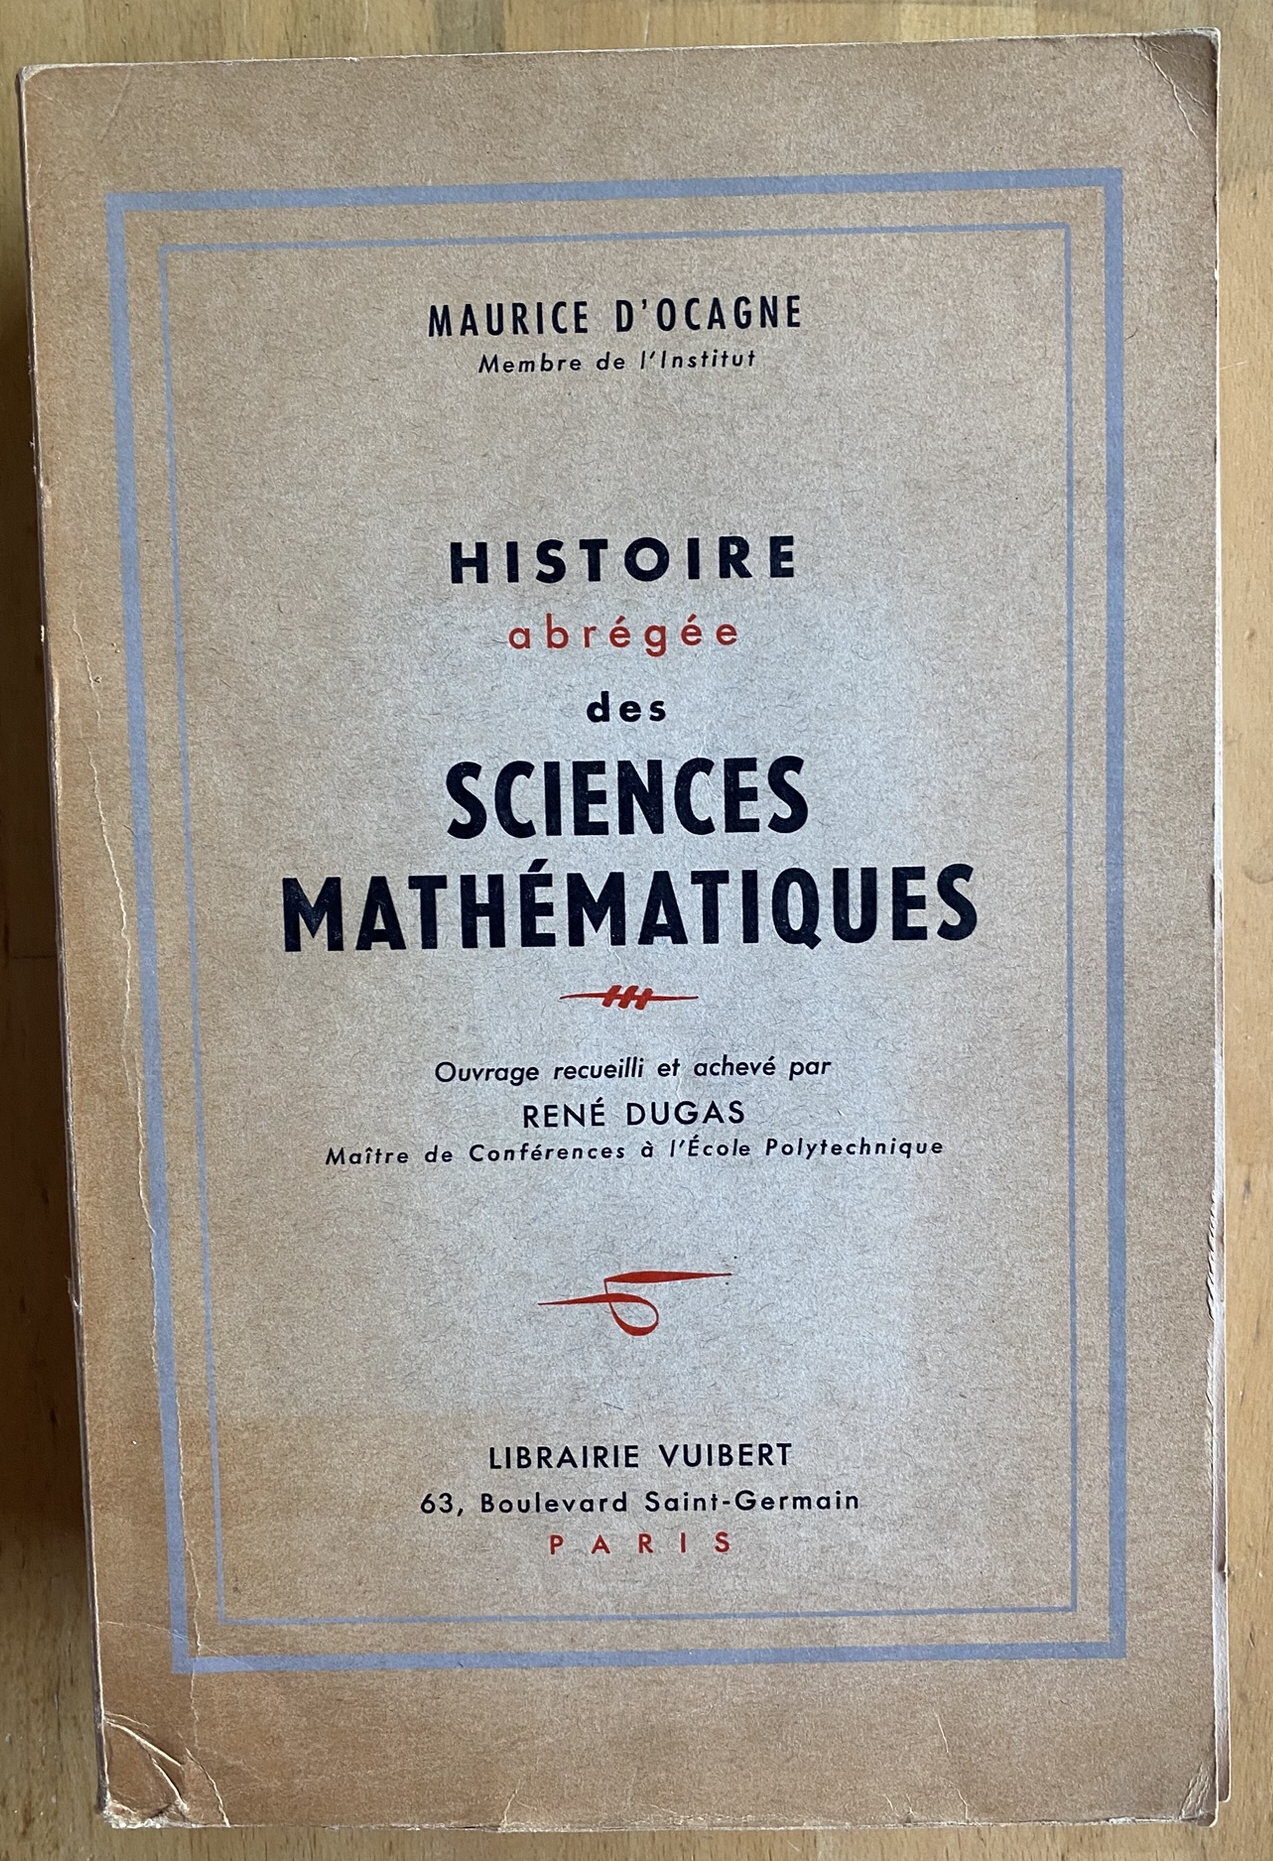 MAURICE D'OCAGNE
Membre de l'Institut
HISTOIRE
abrégée
des
SCIENCES
MATHÉMATIQUES
Ouvrage recueilli et achevé par
RENÉ DUGAS
Maître de Conférences à l'École Polytechnique
LIBRAIRIE VUIBERT
63, Boulevard Saint-Germain
PARIS